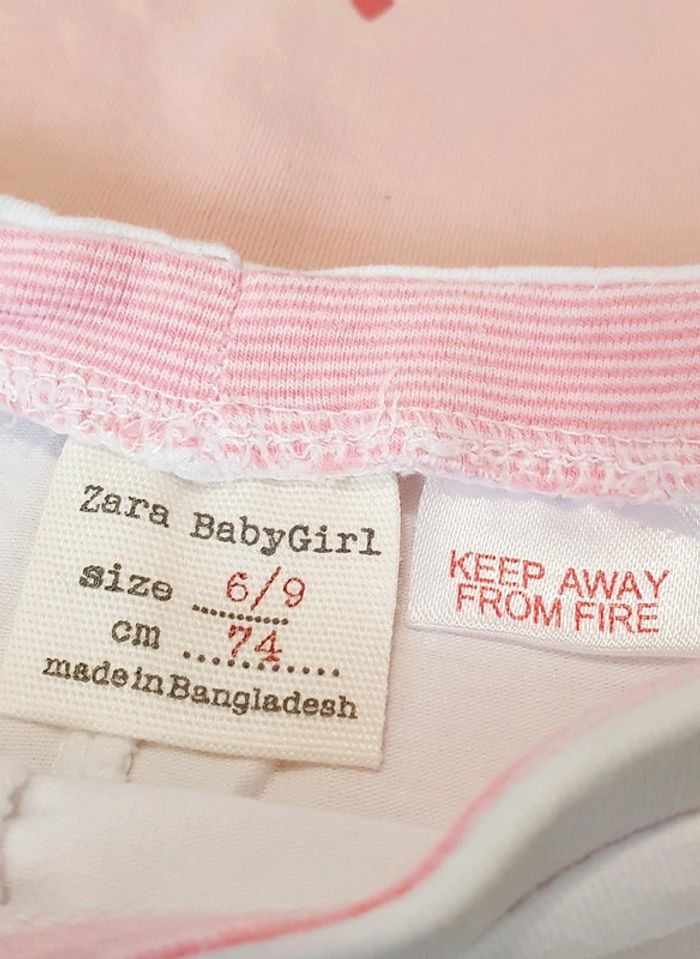 Zara BabyGirl
size 6/9
cm 74
made in Bangladesh
KEEP AWAY
FROM FIRE